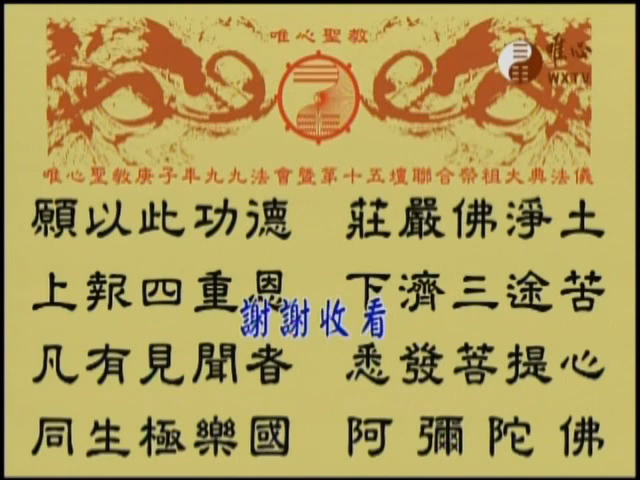 唯心聖教
唯心
WXTV
唯心聖教庚子年九九法會暨第十五壇聯合祭祖大典法儀
願以此功德 莊嚴佛淨土
上報四重恩 下濟三途苦
謝謝收看
凡有見聞者 悉發菩提心
同生極樂國 阿彌陀佛